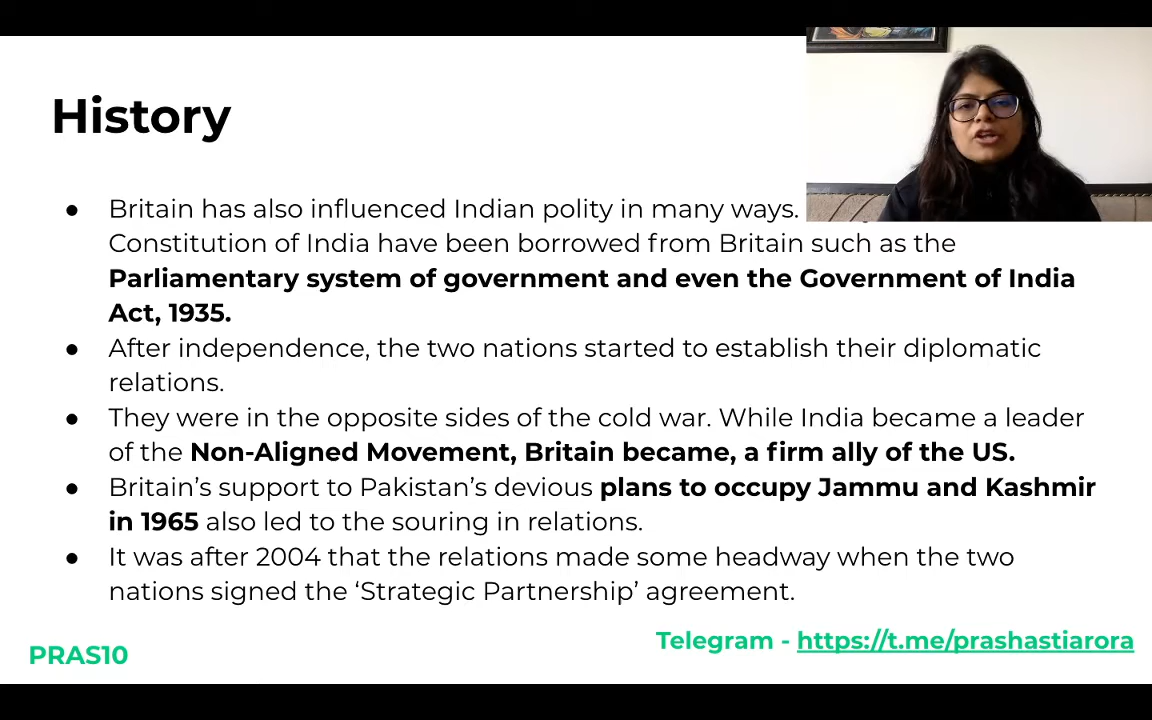 History
● Britain has also influenced Indian polity in many ways.
Constitution of India have been borrowed from Britain such as the
Parliamentary system of government and even the Government of India
Act, 1935.
● After independence, the two nations started to establish their diplomatic
relations.
● They were in the opposite sides of the cold war. While India became a leader
of the Non-Aligned Movement, Britain became, a firm ally of the US.
● Britain’s support to Pakistan’s devious plans to occupy Jammu and Kashmir
in 1965 also led to the souring in relations.
● It was after 2004 that the relations made some headway when the two
nations signed the ‘Strategic Partnership’ agreement.
Telegram - https://t.me/prashastiarora
PRAS10